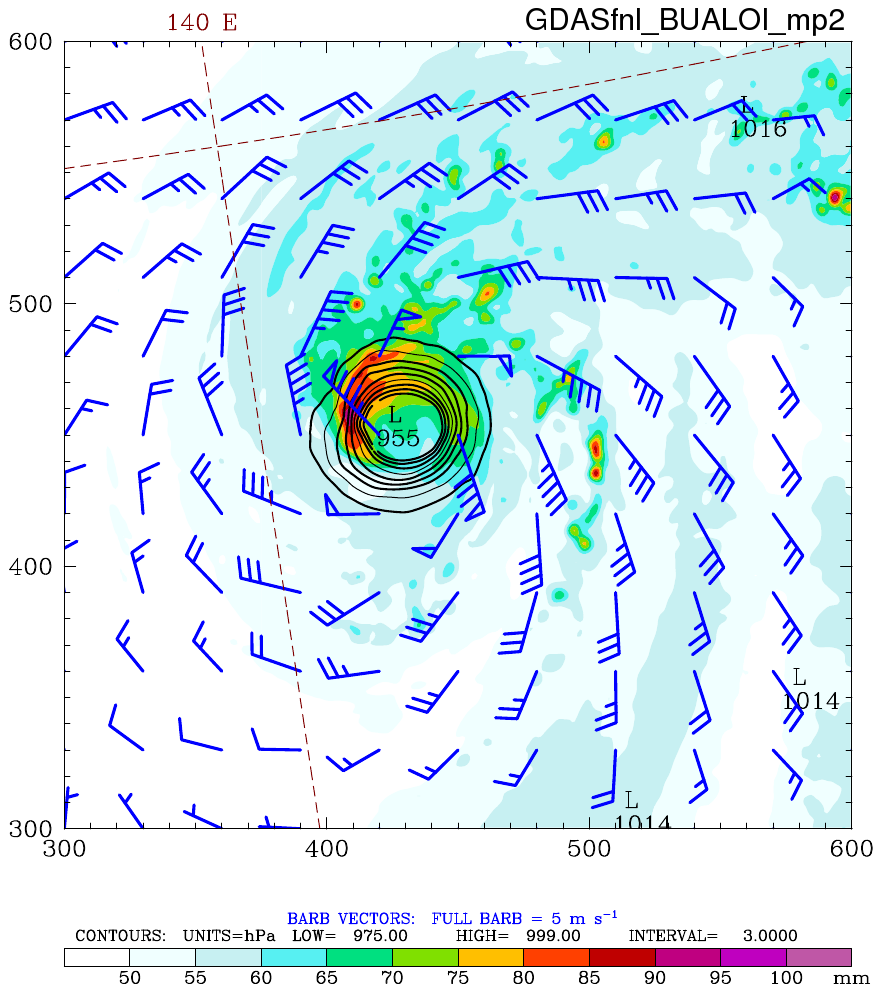 140 E GDASfnl_BUALOI_mp2
600
L
1016
500
L
955
400
L
1014
L
1014
300
300 400 500 600
BARB VECTORS: FULL BARB = 5 m s⁻¹
CONTOURS: UNITS=hPa LOW= 975.00 HIGH= 999.00 INTERVAL= 3.0000
50 55 60 65 70 75 80 85 90 95 100 mm